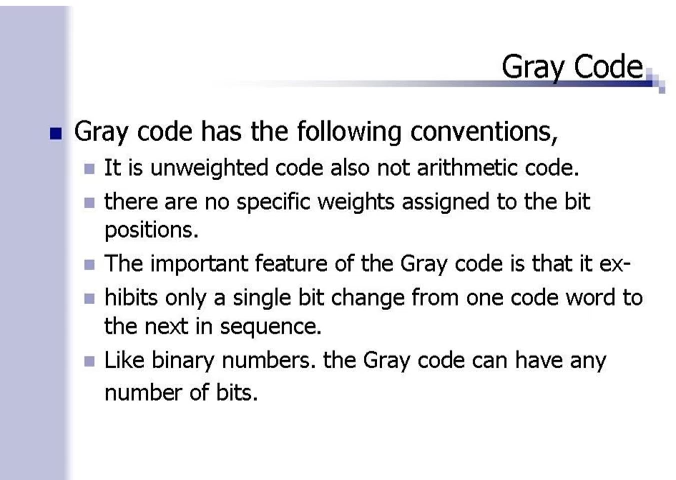 Gray Code
Gray code has the following conventions,
It is unweighted code also not arithmetic code.
there are no specific weights assigned to the bit
positions.
The important feature of the Gray code is that it ex-
hibits only a single bit change from one code word to
the next in sequence.
Like binary numbers. the Gray code can have any
number of bits.